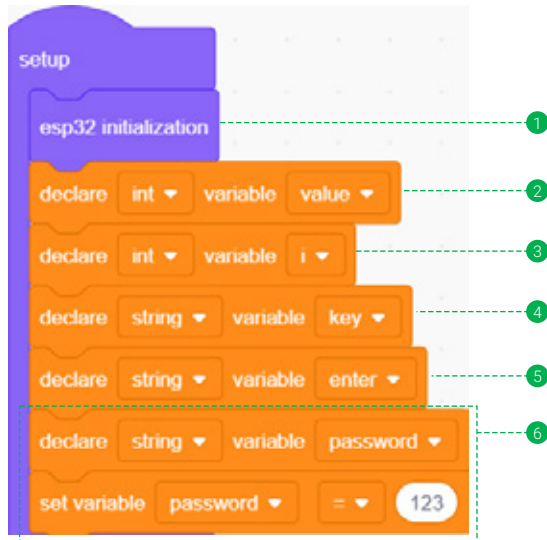 setup
esp32 initialization 1
declare int variable value 2
declare int variable i 3
declare string variable key 4
declare string variable enter 5
declare string variable password 6
set variable password = 123